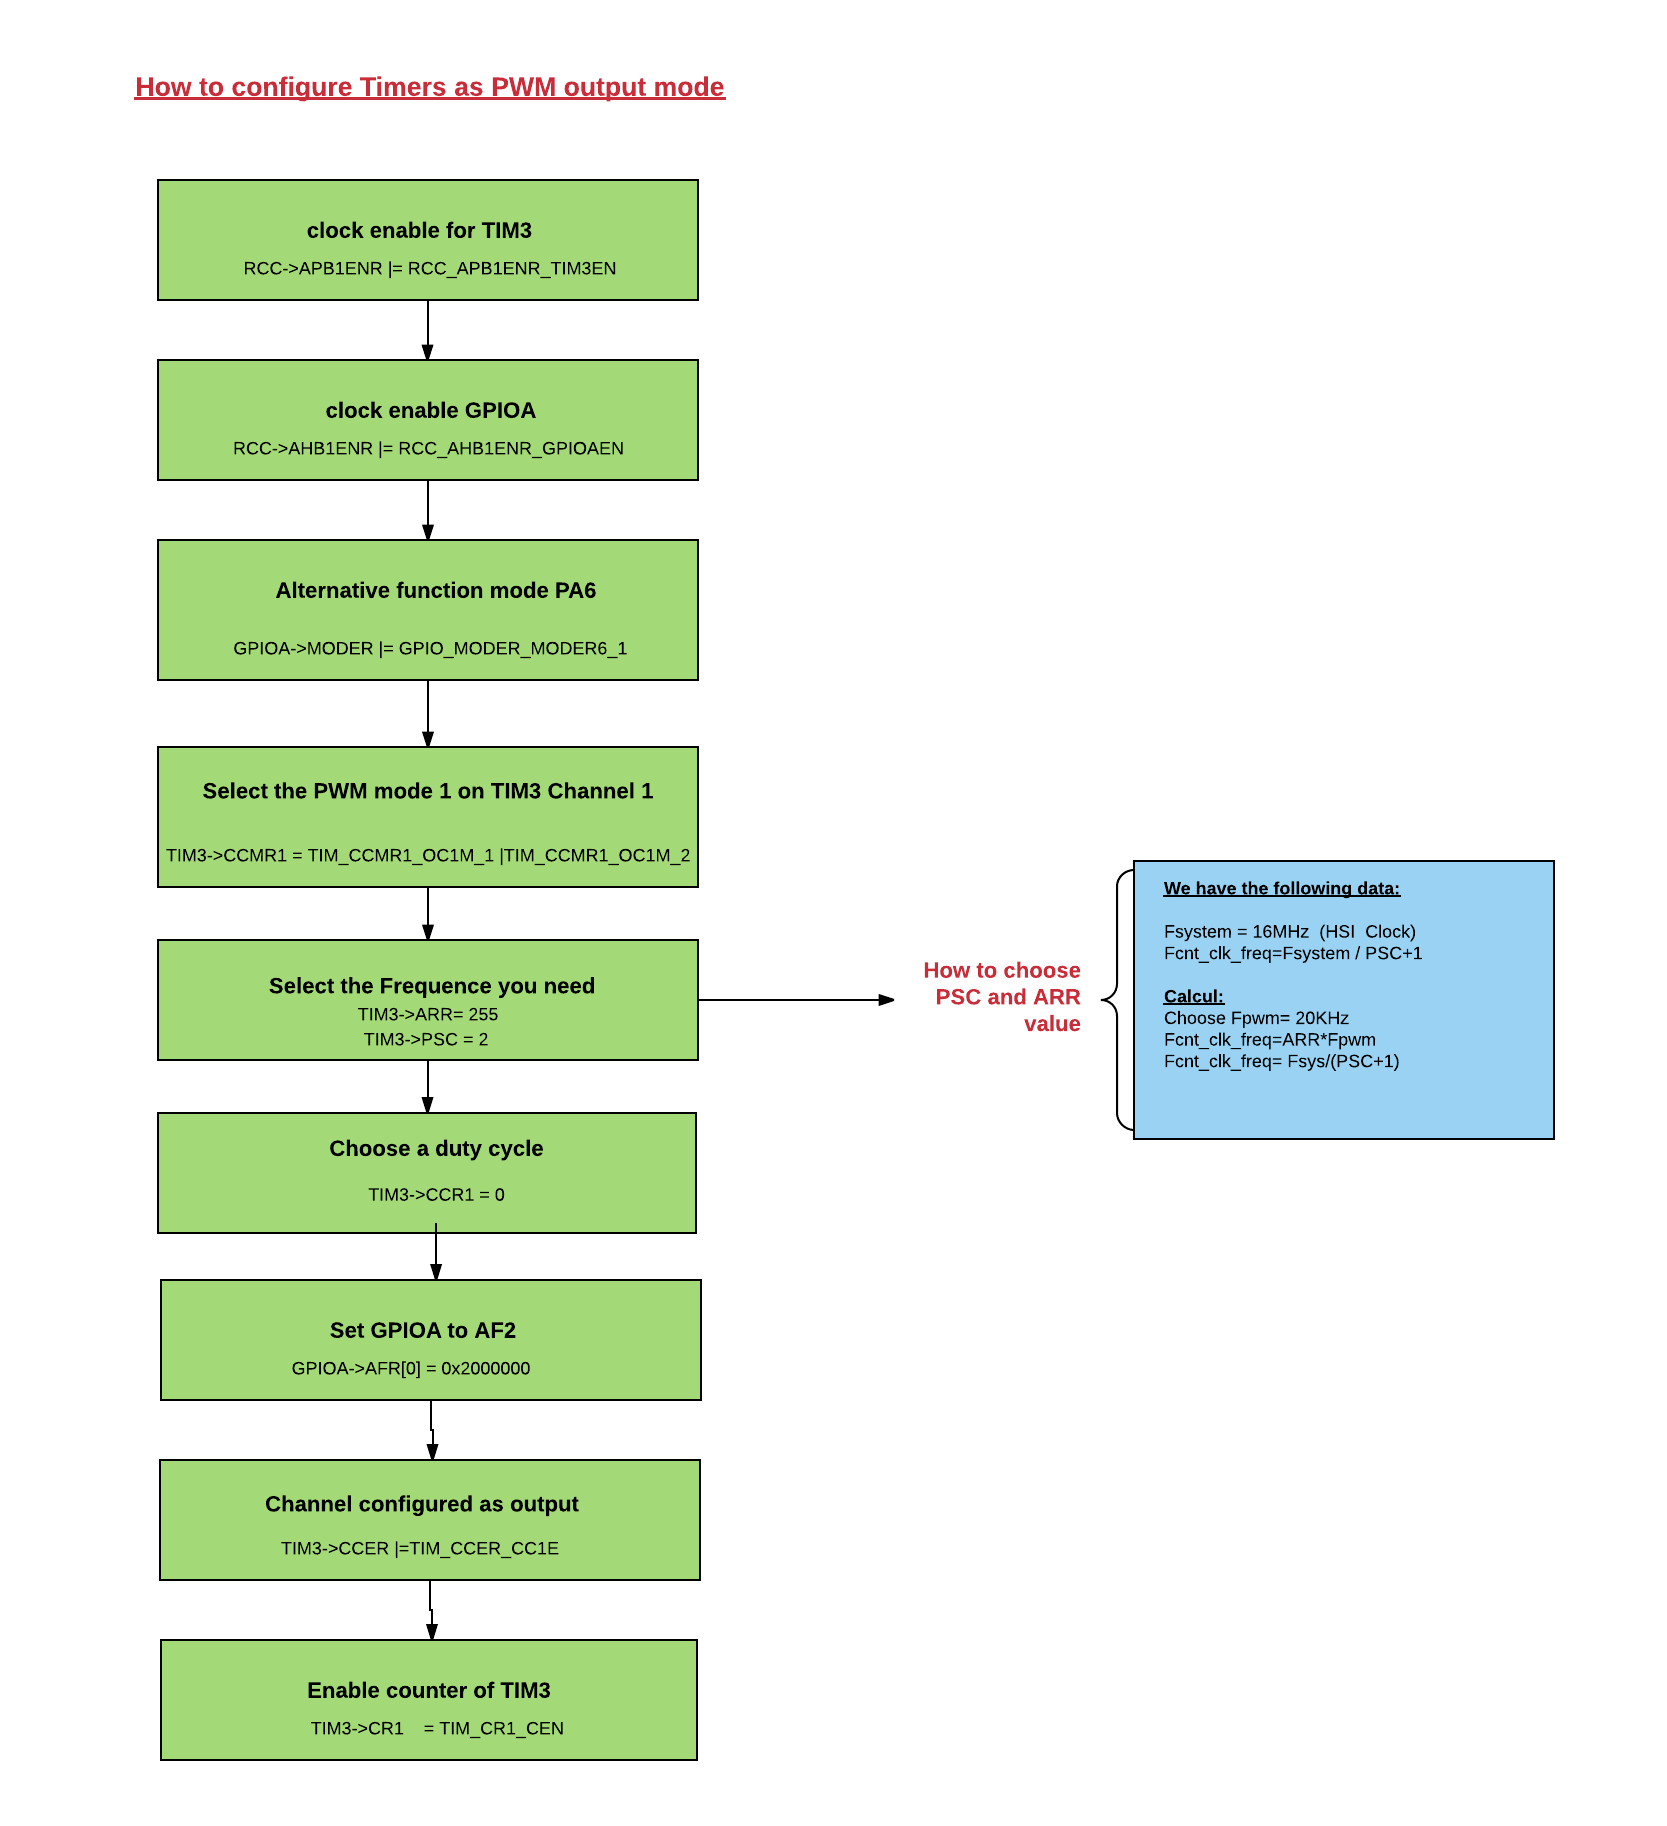 How to configure Timers as PWM output mode
clock enable for TIM3
RCC->APB1ENR |= RCC_APB1ENR_TIM3EN
clock enable GPIOA
RCC->AHB1ENR |= RCC_AHB1ENR_GPIOAEN
Alternative function mode PA6
GPIOA->MODER |= GPIO_MODER_MODER6_1
Select the PWM mode 1 on TIM3 Channel 1
TIM3->CCMR1 = TIM_CCMR1_OC1M_1 |TIM_CCMR1_OC1M_2
Select the Frequence you need
TIM3->ARR= 255
TIM3->PSC = 2
How to choose
PSC and ARR
value
We have the following data:
Fsystem = 16MHz  (HSI  Clock)
Fcnt_clk_freq=Fsystem / PSC+1
Calcul:
Choose Fpwm= 20KHz
Fcnt_clk_freq=ARR*Fpwm
Fcnt_clk_freq= Fsys/(PSC+1)
Choose a duty cycle
TIM3->CCR1 = 0
Set GPIOA to AF2
GPIOA->AFR[0] = 0x2000000
Channel configured as output
TIM3->CCER |=TIM_CCER_CC1E
Enable counter of TIM3
TIM3->CR1    = TIM_CR1_CEN